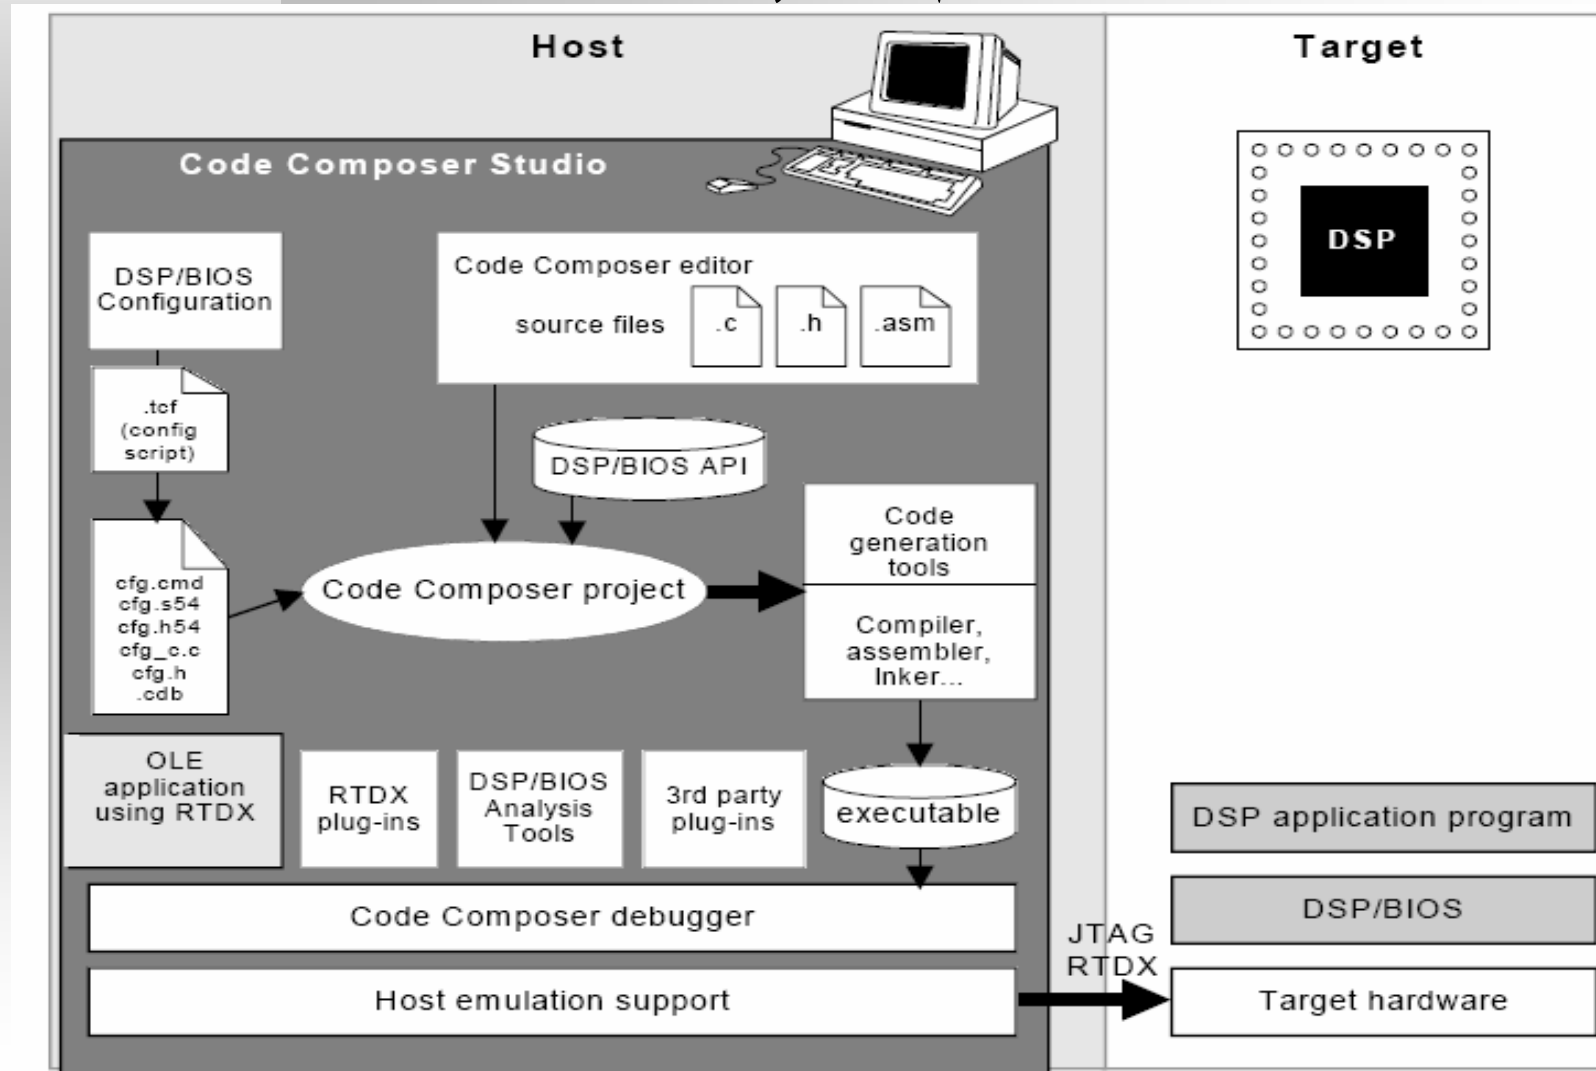 Host
Target
Code Composer Studio
DSP/BIOS
Configuration
Code Composer editor
source files
.c
.h
.asm
DSP
.tcf
(config
script)
DSP/BIOS API
cfg.cmd
cfg.s54
cfg.h54
cfg_c.c
cfg.h
.cdb
Code Composer project
Code
generation
tools
Compiler,
assembler,
lnker...
OLE
application
using RTDX
RTDX
plug-ins
DSP/BIOS
Analysis
Tools
3rd party
plug-ins
executable
DSP application program
Code Composer debugger
DSP/BIOS
JTAG
RTDX
Host emulation support
Target hardware